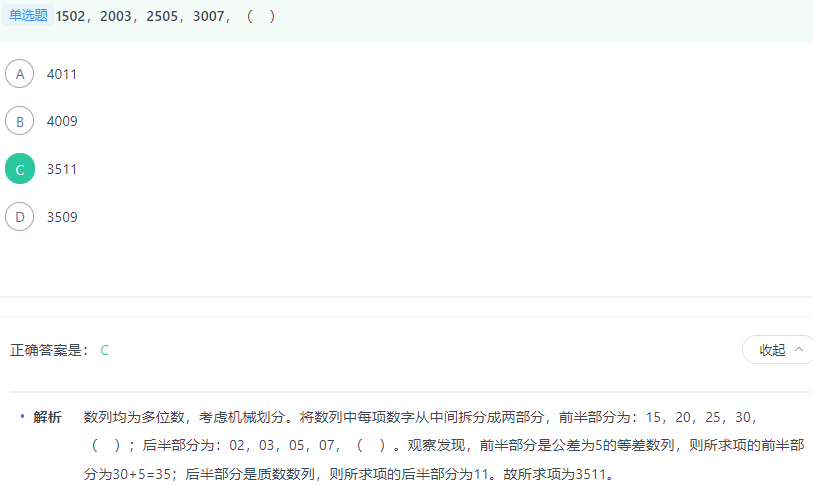 单选题 1502，2003，2505，3007，（ ）
A 4011
B 4009
C 3511
D 3509
正确答案是： C
收起
解析 数列均为多位数，考虑机械划分。将数列中每项数字从中间拆分成两部分，前半部分为：15，20，25，30，
（ ）；后半部分为：02，03，05，07，（ ）。观察发现，前半部分是公差为5的等差数列，则所求项的前半部
分为30+5=35；后半部分是质数数列，则所求项的后半部分为11。故所求项为3511。